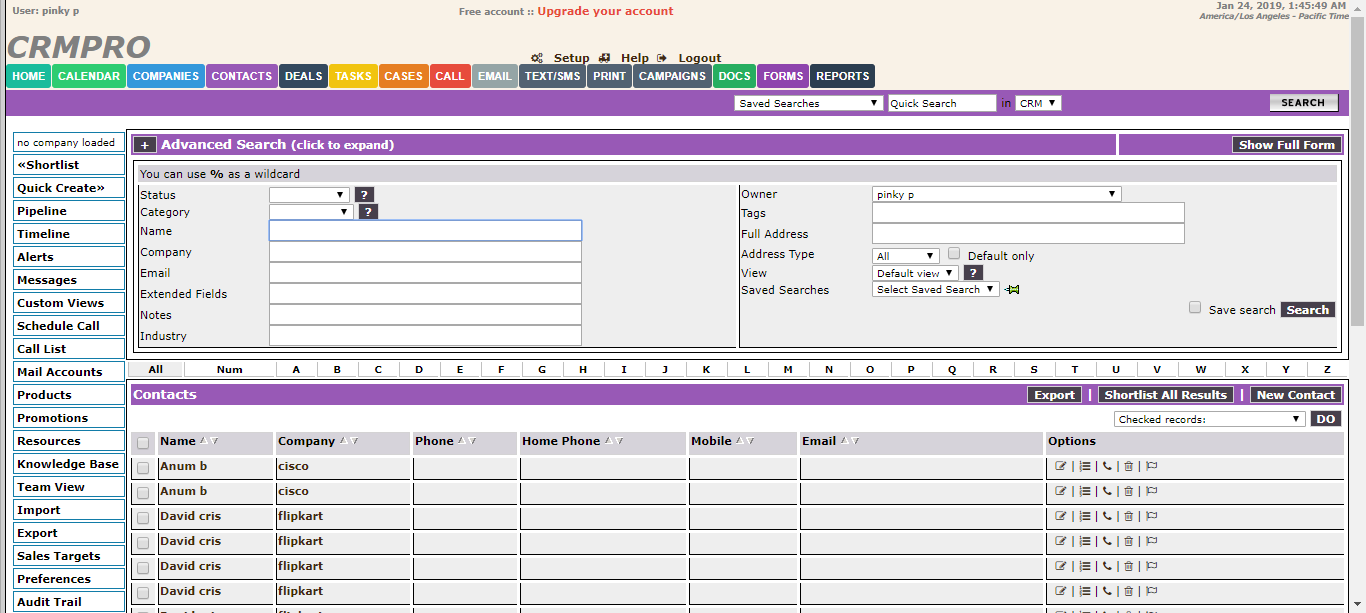 User: pinky p
Free account :: Upgrade your account
Jan 24, 2019, 1:45:49 AM
America/Los Angeles - Pacific Time
CRMPRO
Setup Help Logout
HOME CALENDAR COMPANIES CONTACTS DEALS TASKS CASES CALL EMAIL TEXT/SMS PRINT CAMPAIGNS DOCS FORMS REPORTS
Saved Searches Quick Search in CRM SEARCH
no company loaded
«Shortlist
Quick Create»
Pipeline
Timeline
Alerts
Messages
Custom Views
Schedule Call
Call List
Mail Accounts
Products
Promotions
Resources
Knowledge Base
Team View
Import
Export
Sales Targets
Preferences
Audit Trail
+ Advanced Search (click to expand) Show Full Form
You can use % as a wildcard
Status ?
Category ?
Name
Company
Email
Extended Fields
Notes
Industry
Owner pinky p
Tags
Full Address
Address Type All Default only
View Default view ?
Saved Searches Select Saved Search
Save search Search
All Num A B C D E F G H I J K L M N O P Q R S T U V W X Y Z
Contacts Export | Shortlist All Results | New Contact
Checked records: DO
Name Company Phone Home Phone Mobile Email Options
Anum b cisco | | | |
Anum b cisco | | | |
David cris flipkart | | | |
David cris flipkart | | | |
David cris flipkart | | | |
David cris flipkart | | | |